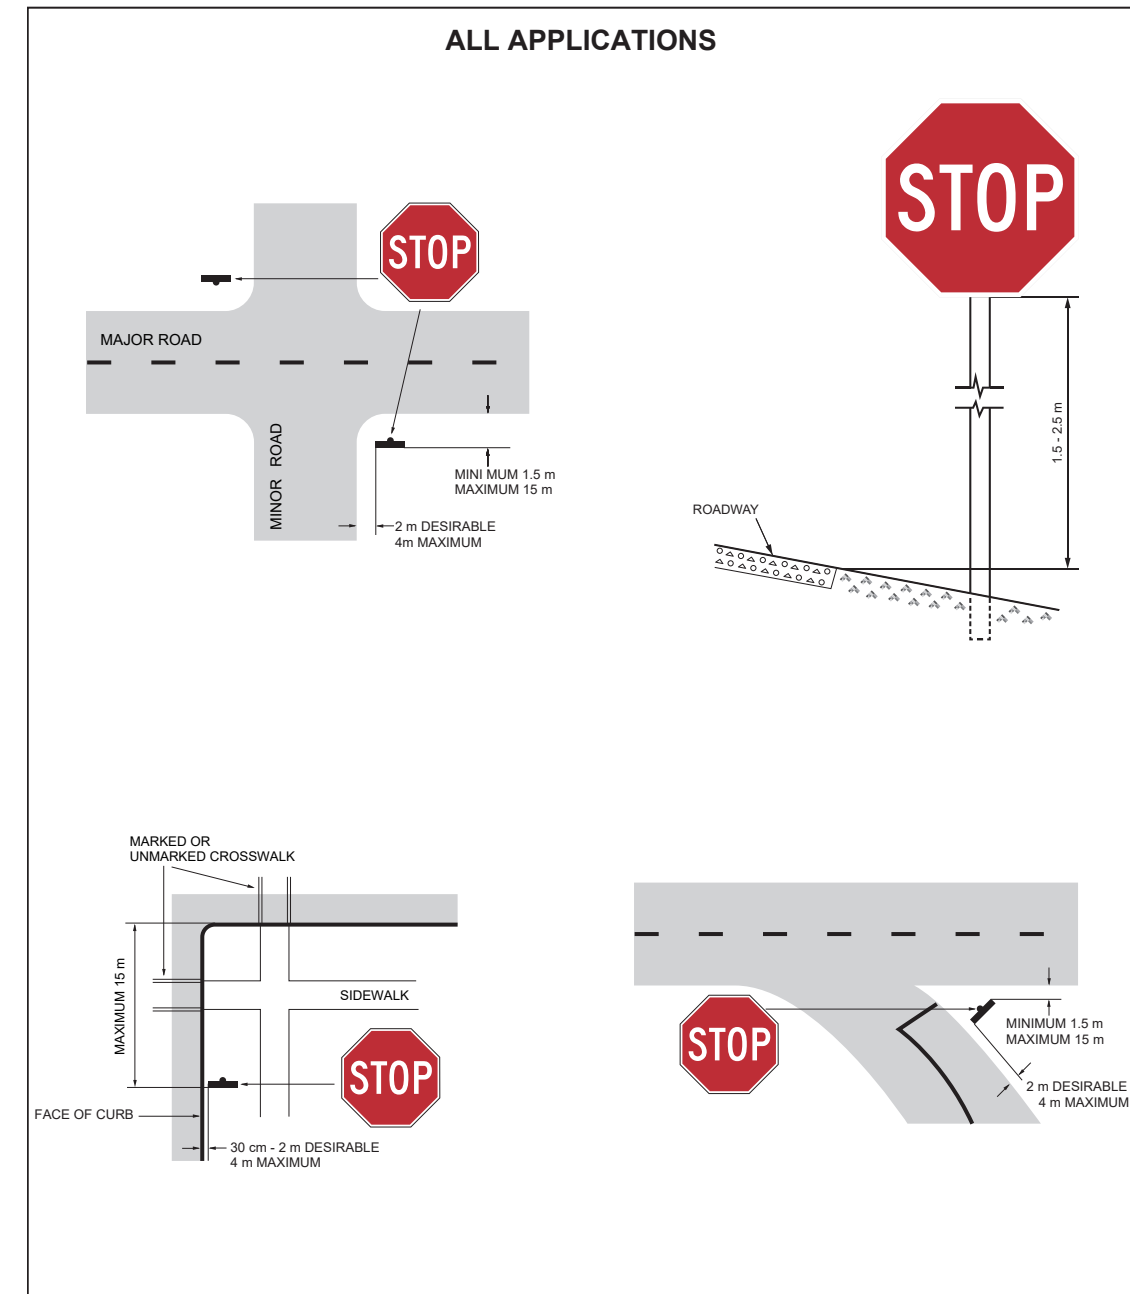 ALL APPLICATIONS
STOP
STOP
MAJOR ROAD
MINOR ROAD
MINI MUM 1.5 m
MAXIMUM 15 m
2 m DESIRABLE
4m MAXIMUM
1.5 - 2.5 m
ROADWAY
MARKED OR
UNMARKED CROSSWALK
MAXIMUM 15 m
SIDEWALK
STOP
FACE OF CURB
30 cm - 2 m DESIRABLE
4 m MAXIMUM
STOP
MINIMUM 1.5 m
MAXIMUM 15 m
2 m DESIRABLE
4 m MAXIMUM